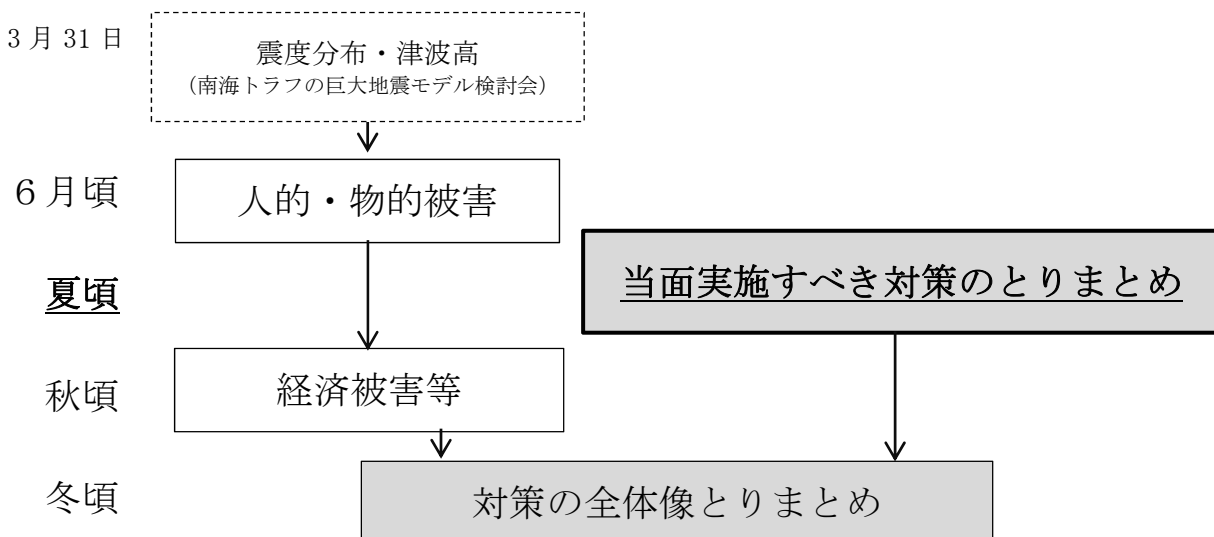 3月31日
震度分布・津波高
（南海トラフの巨大地震モデル検討会）
６月頃
人的・物的被害
夏頃
当面実施すべき対策のとりまとめ
秋頃
経済被害等
冬頃
対策の全体像とりまとめ